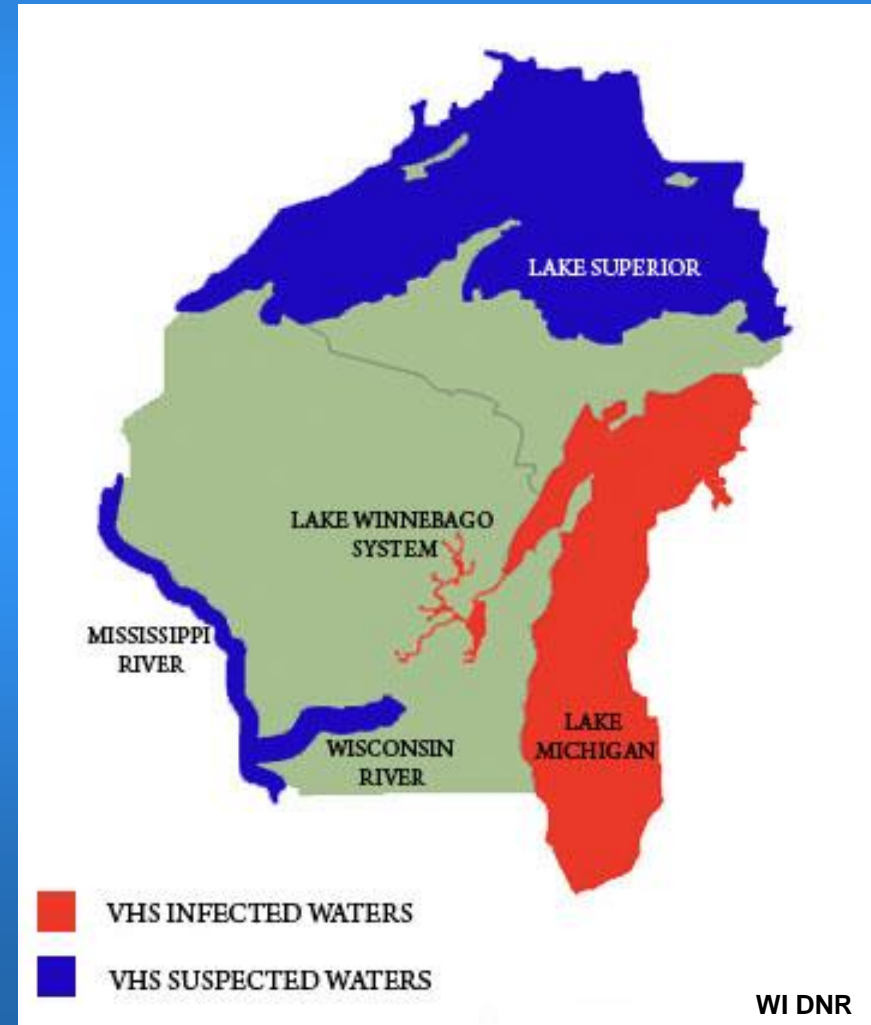 LAKE SUPERIOR
LAKE WINNEBAGO
SYSTEM
MISSISSIPPI
RIVER
WISCONSIN
RIVER
LAKE
MICHIGAN
VHS INFECTED WATERS
VHS SUSPECTED WATERS
WI DNR